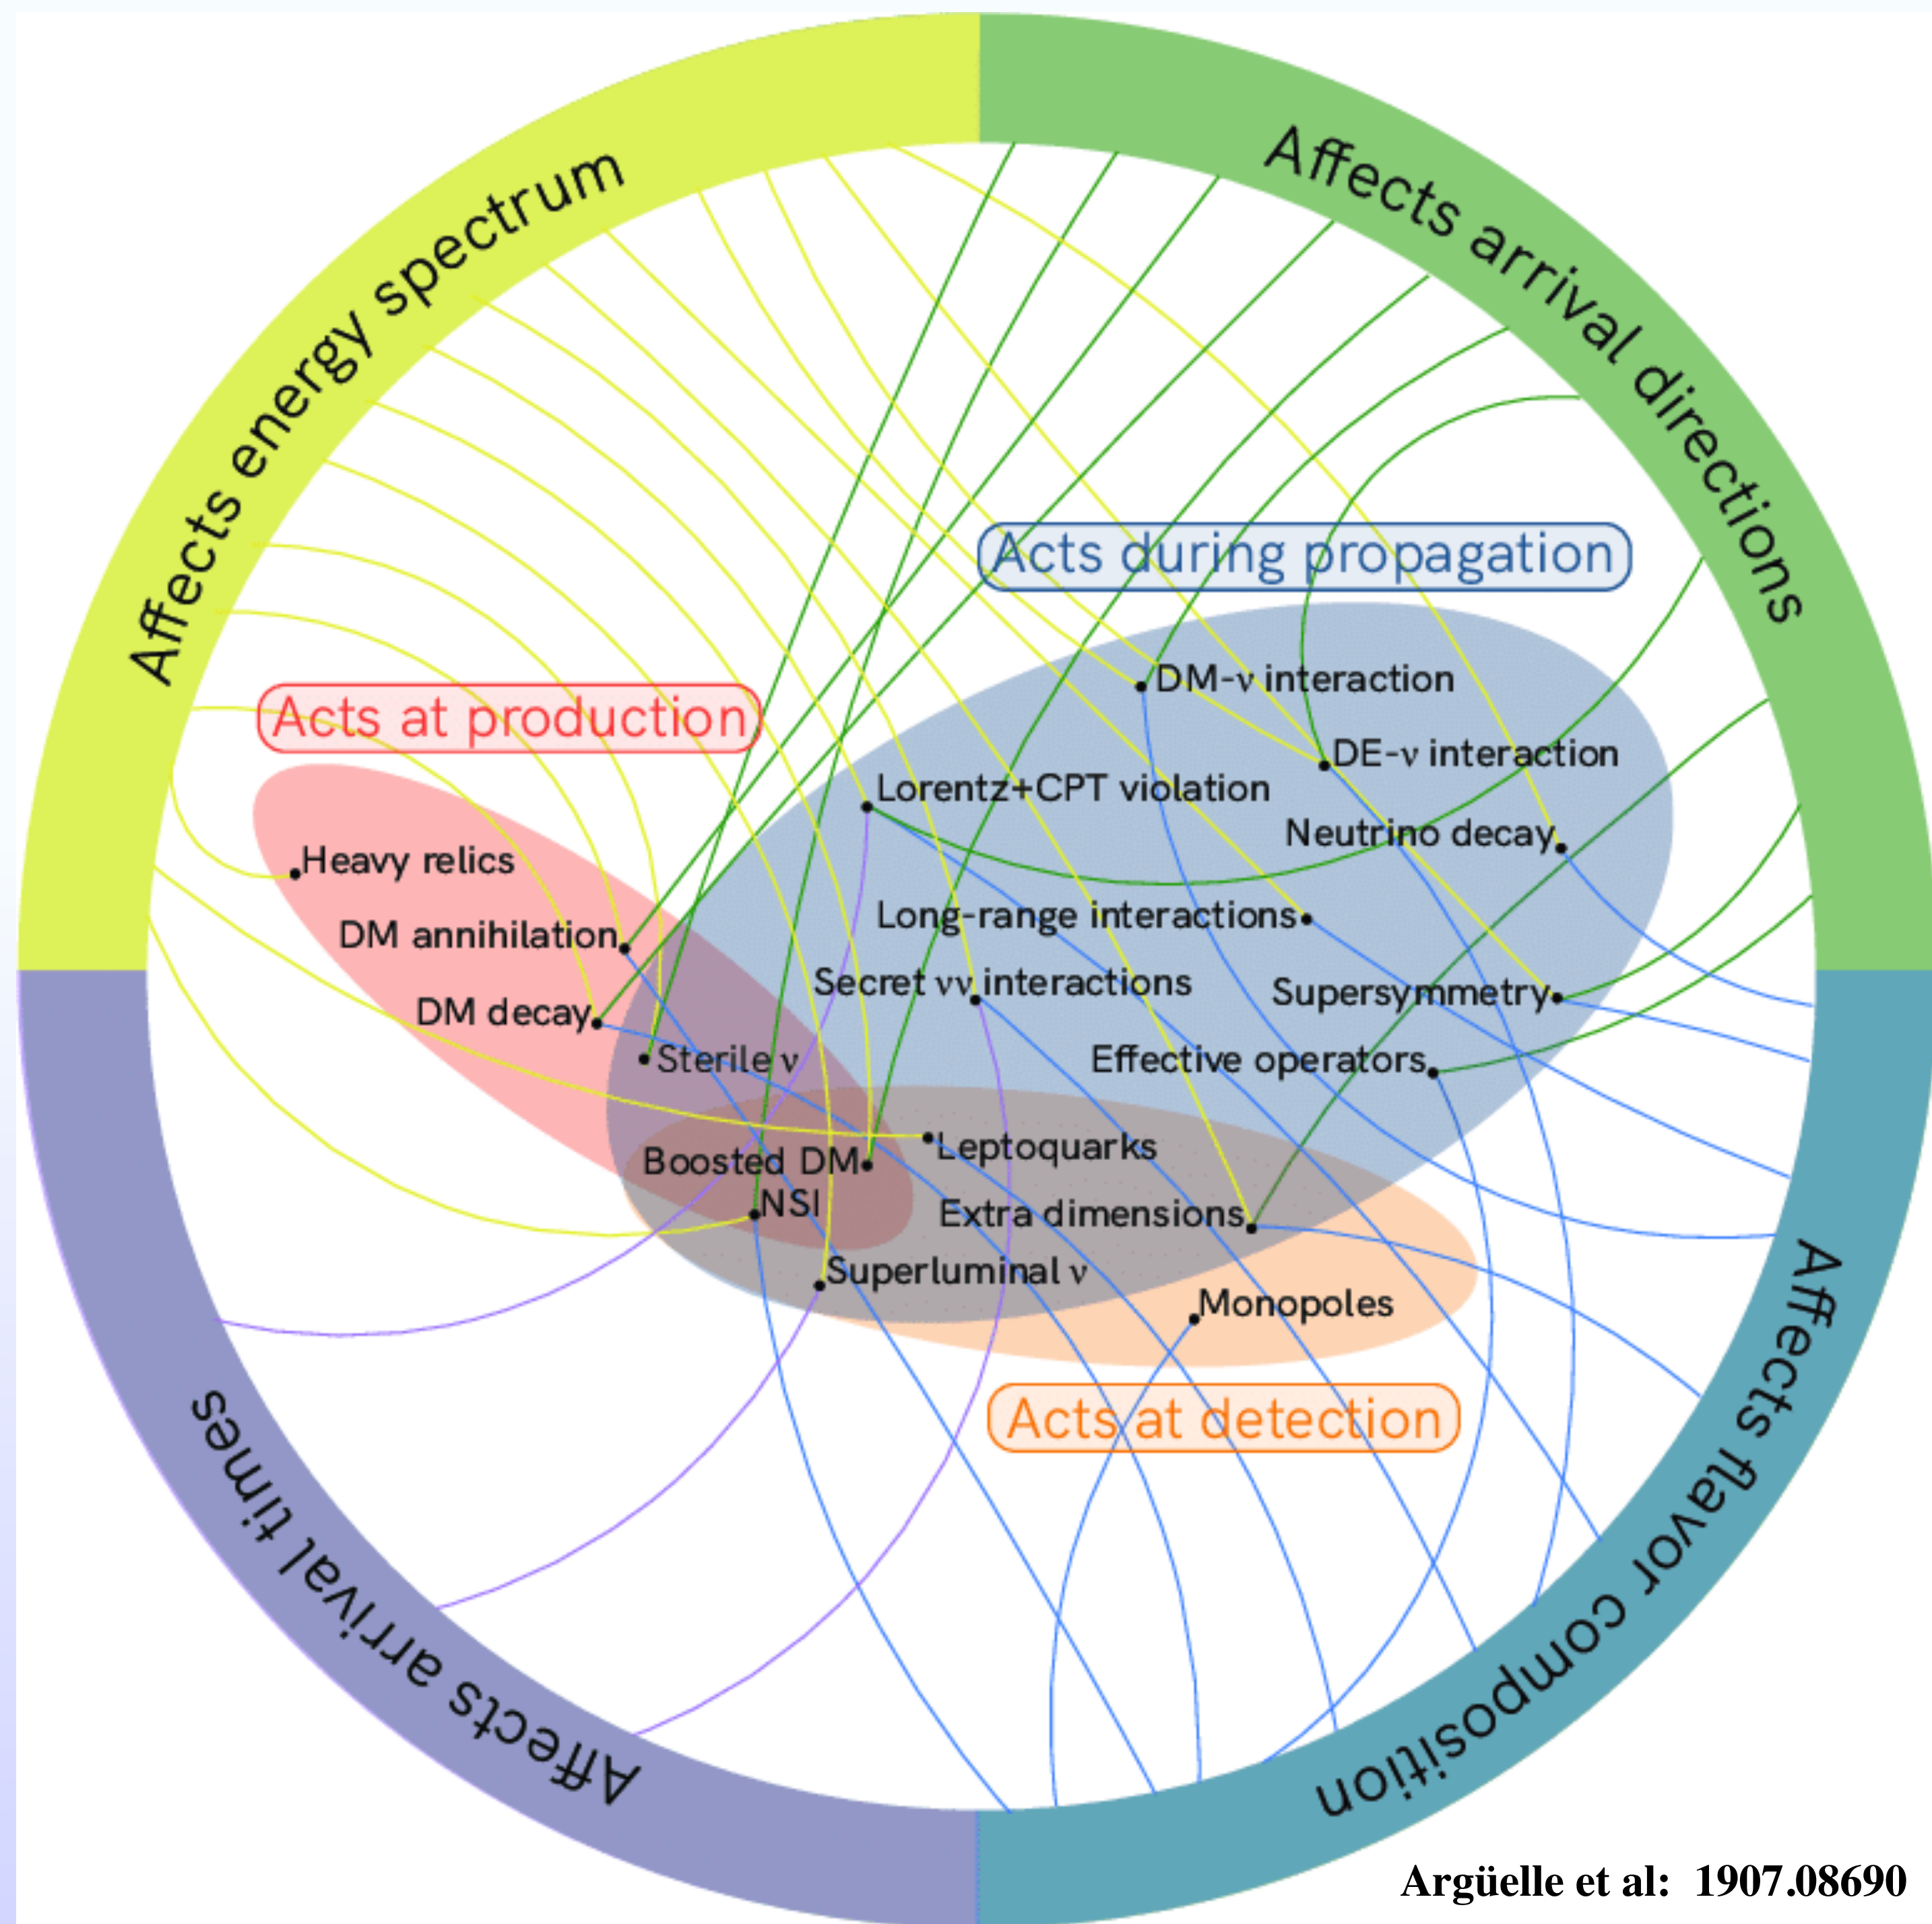 Affects energy spectrum
Affects arrival directions
Acts during propagation
DM-ν interaction
Acts at production
DE-ν interaction
Lorentz+CPT violation
Neutrino decay
Heavy relics
Long-range interactions
DM annihilation
Secret νν interactions
Supersymmetry
DM decay
Sterile ν
Effective operators
Leptoquarks
Boosted DM
NSI
Extra dimensions
Superluminal ν
Monopoles
Acts at detection
Affects arrival times
Affects flavor composition
Argüelle et al: 1907.08690